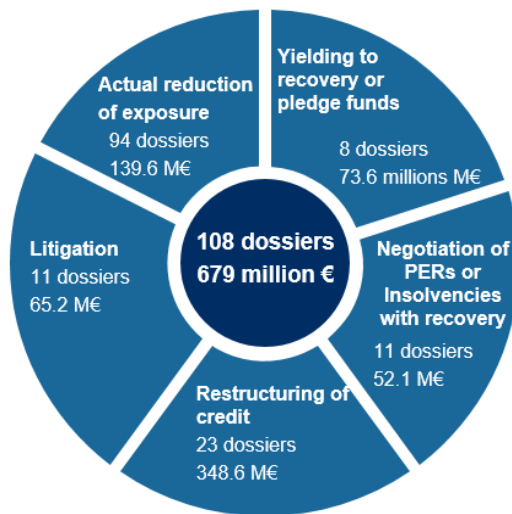 Yielding to
recovery or
pledge funds
8 dossiers
73.6 millions M€
Negotiation of
PERs or
Insolvencies
with recovery
11 dossiers
52.1 M€
Restructuring of
credit
23 dossiers
348.6 M€
Litigation
11 dossiers
65.2 M€
Actual reduction
of exposure
94 dossiers
139.6 M€
108 dossiers
679 million €